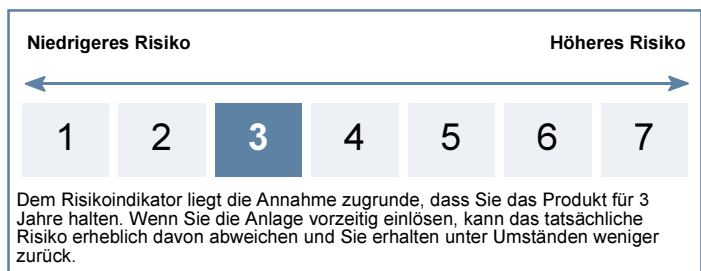 Niedrigeres Risiko Höheres Risiko
1 2 3 4 5 6 7
Dem Risikoindikator liegt die Annahme zugrunde, dass Sie das Produkt für 3
Jahre halten. Wenn Sie die Anlage vorzeitig einlösen, kann das tatsächliche
Risiko erheblich davon abweichen und Sie erhalten unter Umständen weniger
zurück.